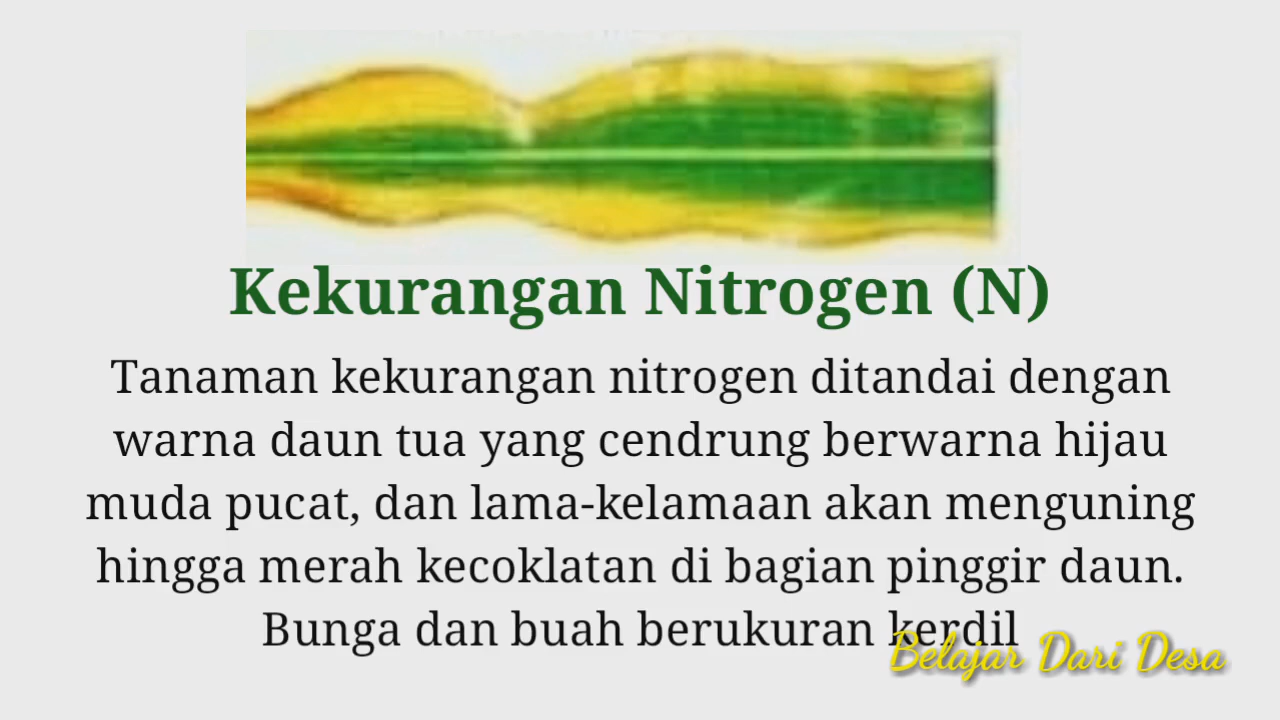 Kekurangan Nitrogen (N)
Tanaman kekurangan nitrogen ditandai dengan
warna daun tua yang cendrung berwarna hijau
muda pucat, dan lama-kelamaan akan menguning
hingga merah kecoklatan di bagian pinggir daun.
Bunga dan buah berukuran kerdil
Belajar Dari Desa